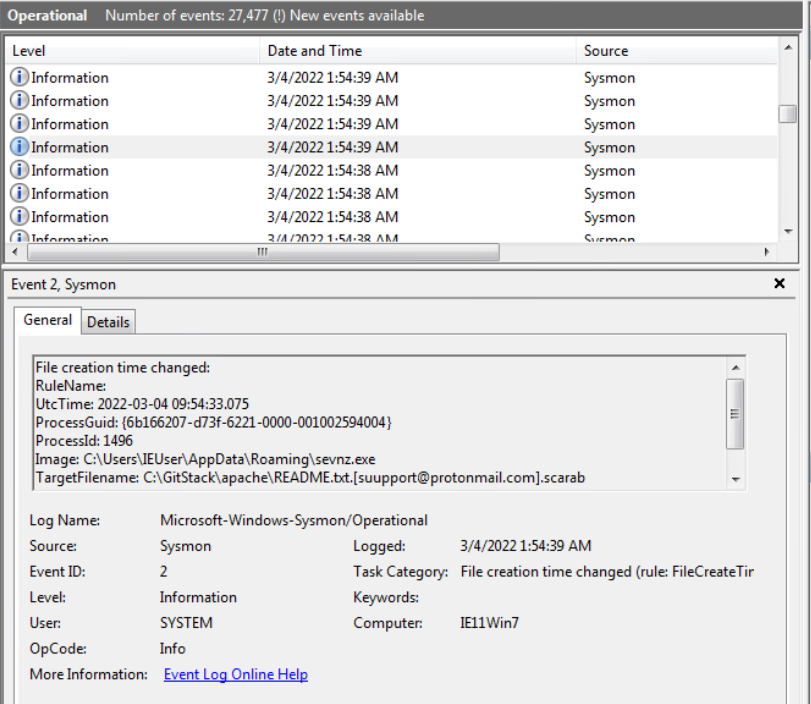 Operational Number of events: 27,477 (!) New events available
Level Date and Time Source
Information 3/4/2022 1:54:39 AM Sysmon
Information 3/4/2022 1:54:39 AM Sysmon
Information 3/4/2022 1:54:39 AM Sysmon
Information 3/4/2022 1:54:39 AM Sysmon
Information 3/4/2022 1:54:38 AM Sysmon
Information 3/4/2022 1:54:38 AM Sysmon
Information 3/4/2022 1:54:38 AM Sysmon
Information 3/4/2022 1:54:38 AM Sysmon
Event 2, Sysmon
General Details
File creation time changed:
RuleName:
UtcTime: 2022-03-04 09:54:33.075
ProcessGuid: {6b166207-d73f-6221-0000-001002594004}
ProcessId: 1496
Image: C:\Users\IEUser\AppData\Roaming\sevnz.exe
TargetFilename: C:\GitStack\apache\README.txt.[suupport@protonmail.com].scarab
Log Name: Microsoft-Windows-Sysmon/Operational
Source: Sysmon Logged: 3/4/2022 1:54:39 AM
Event ID: 2 Task Category: File creation time changed (rule: FileCreateTir
Level: Information Keywords:
User: SYSTEM Computer: IE11Win7
OpCode: Info
More Information: Event Log Online Help